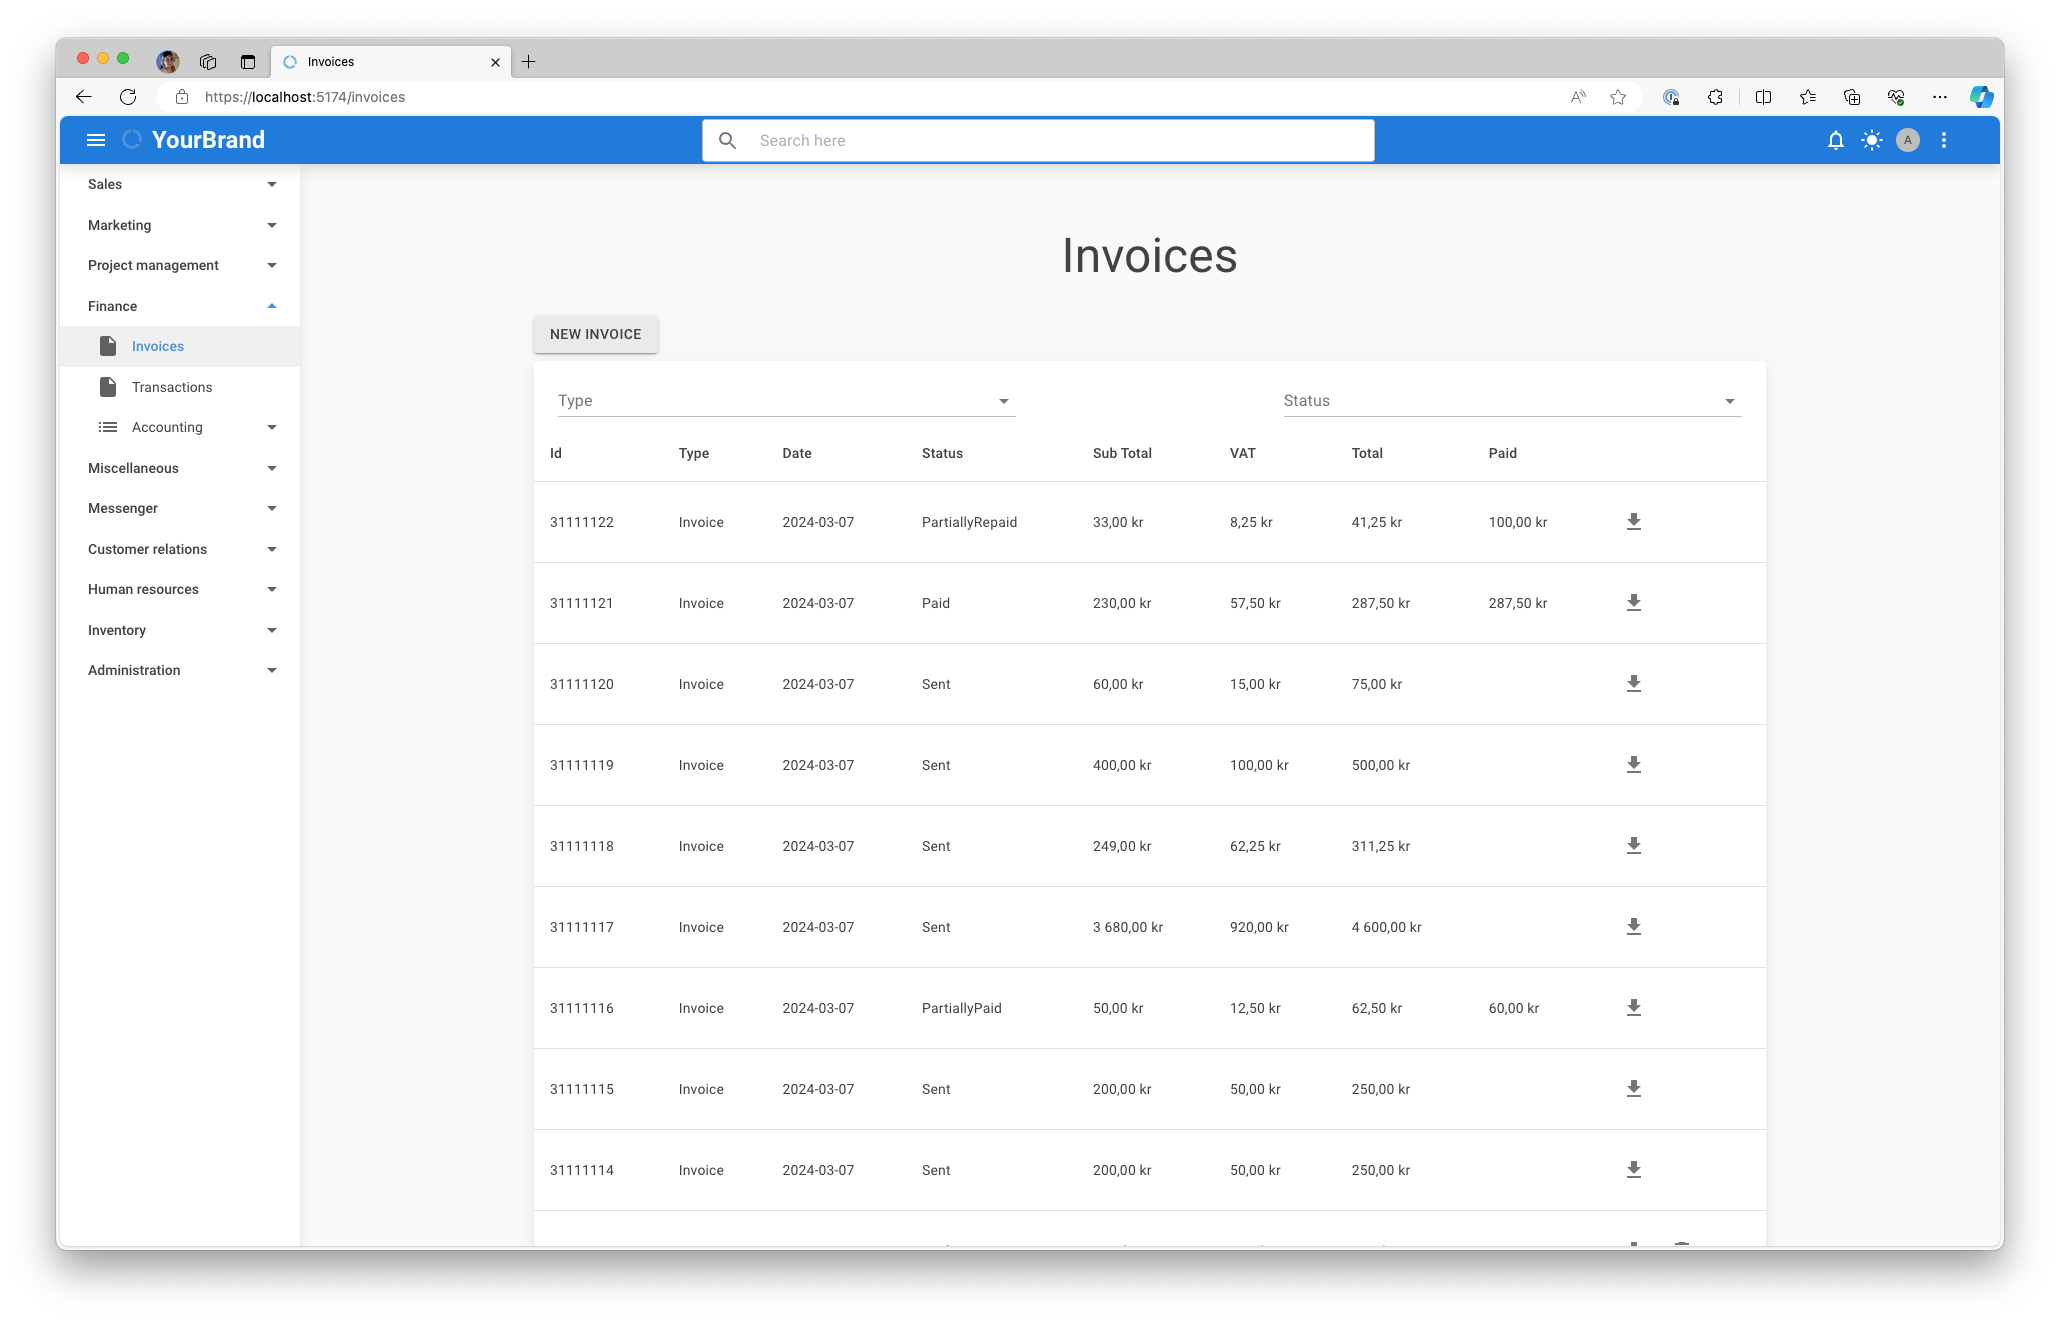 Invoices
https://localhost:5174/invoices
YourBrand
Search here
A
Sales
Marketing
Project management
Finance
Invoices
Transactions
Accounting
Miscellaneous
Messenger
Customer relations
Human resources
Inventory
Administration
Invoices
NEW INVOICE
Type Status
Id Type Date Status Sub Total VAT Total Paid
31111122 Invoice 2024-03-07 PartiallyRepaid 33,00 kr 8,25 kr 41,25 kr 100,00 kr
31111121 Invoice 2024-03-07 Paid 230,00 kr 57,50 kr 287,50 kr 287,50 kr
31111120 Invoice 2024-03-07 Sent 60,00 kr 15,00 kr 75,00 kr
31111119 Invoice 2024-03-07 Sent 400,00 kr 100,00 kr 500,00 kr
31111118 Invoice 2024-03-07 Sent 249,00 kr 62,25 kr 311,25 kr
31111117 Invoice 2024-03-07 Sent 3 680,00 kr 920,00 kr 4 600,00 kr
31111116 Invoice 2024-03-07 PartiallyPaid 50,00 kr 12,50 kr 62,50 kr 60,00 kr
31111115 Invoice 2024-03-07 Sent 200,00 kr 50,00 kr 250,00 kr
31111114 Invoice 2024-03-07 Sent 200,00 kr 50,00 kr 250,00 kr